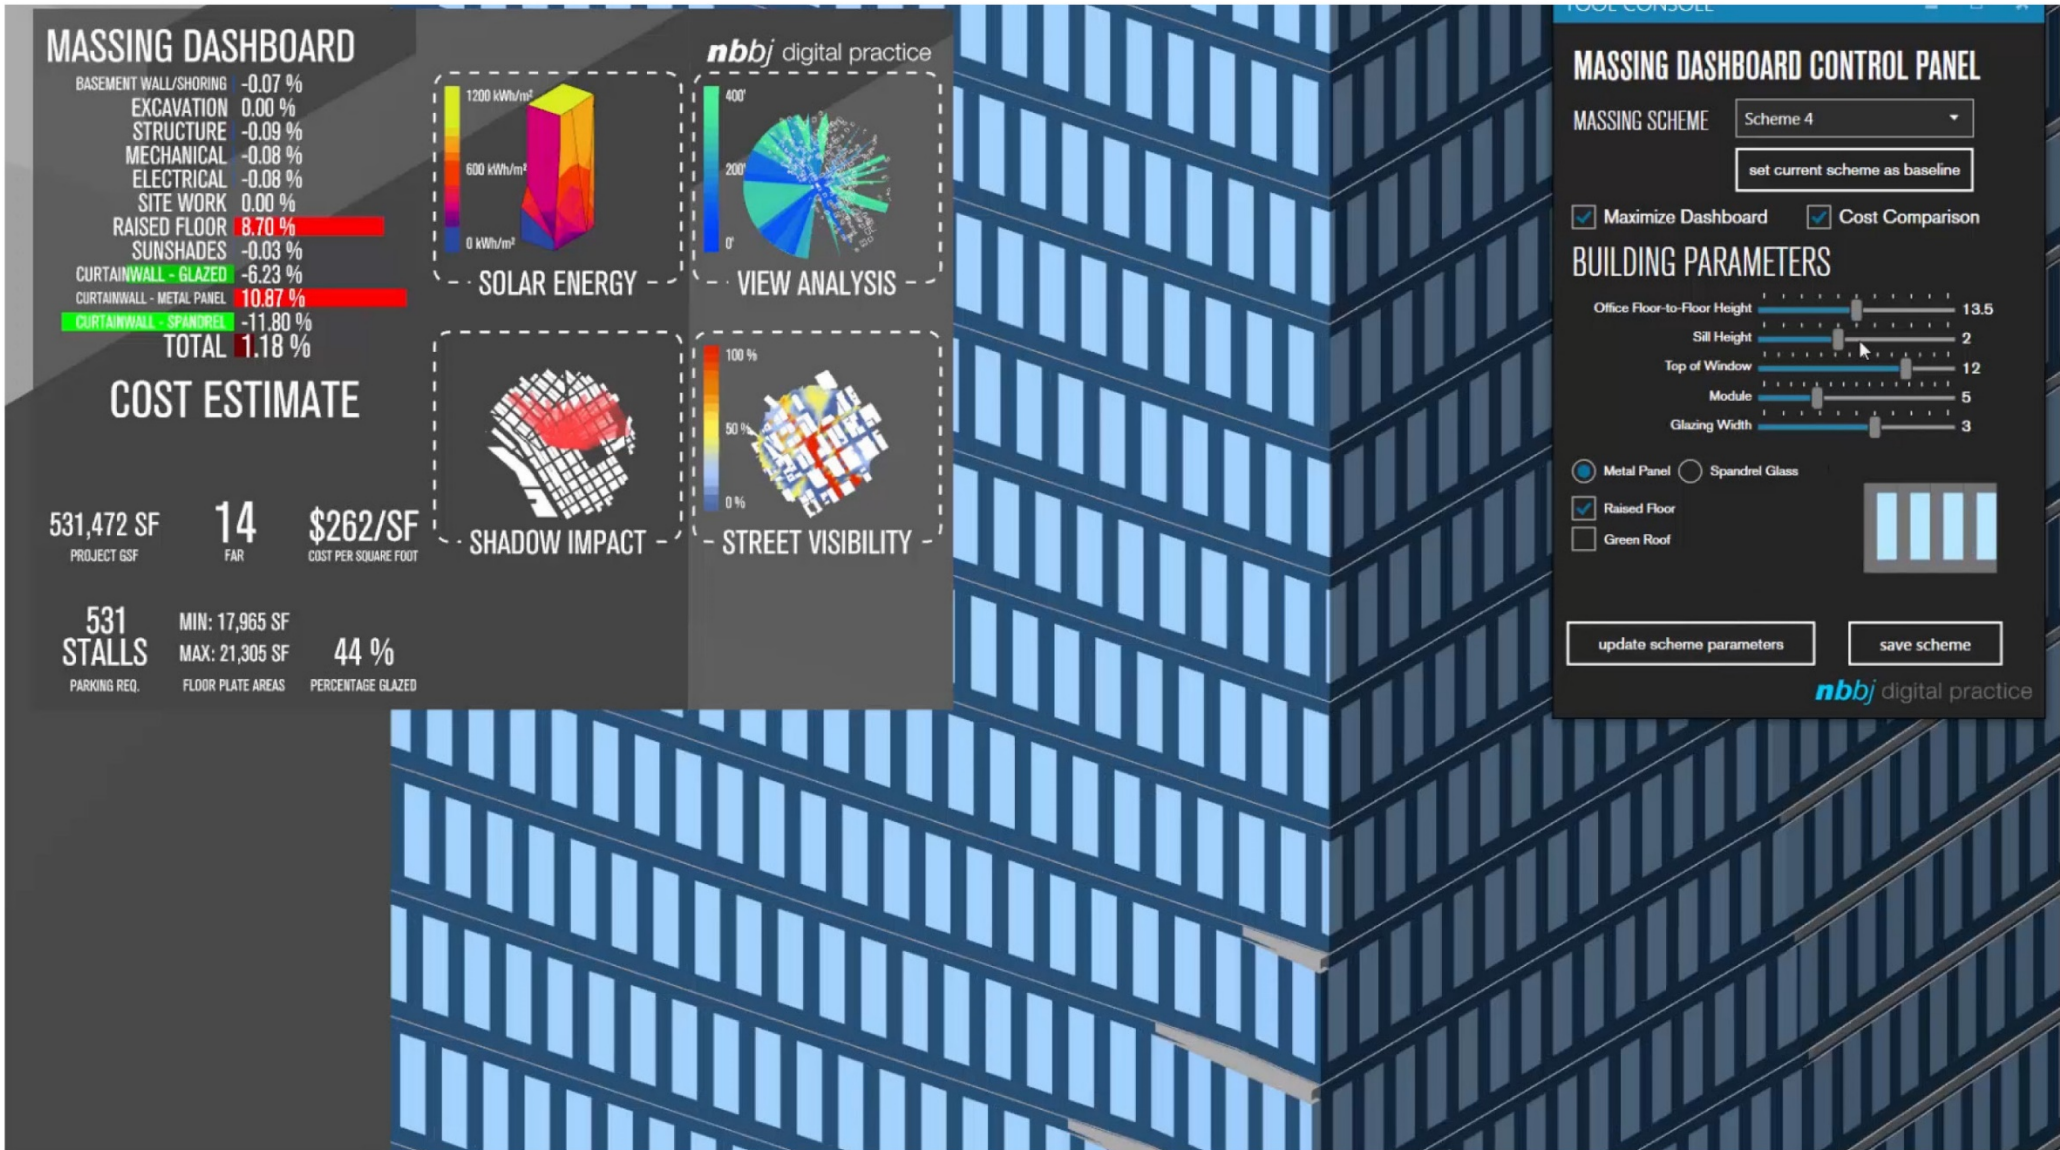 MASSING DASHBOARD
BASEMENT WALL/SHORING -0.07 %
EXCAVATION 0.00 %
STRUCTURE -0.09 %
MECHANICAL -0.08 %
ELECTRICAL -0.08 %
SITE WORK 0.00 %
RAISED FLOOR 8.70 %
SUNSHADES -0.03 %
CURTAINWALL - GLAZED -6.23 %
CURTAINWALL - METAL PANEL 10.87 %
CURTAINWALL - SPANDREL -11.80 %
TOTAL 1.18 %
COST ESTIMATE
531,472 SF
PROJECT GSF
14
FAR
$262/SF
COST PER SQUARE FOOT
531
STALLS
PARKING REQ.
MIN: 17,965 SF
MAX: 21,305 SF
FLOOR PLATE AREAS
44 %
PERCENTAGE GLAZED
nbbj digital practice
1200 kWh/m²
600 kWh/m²
0 kWh/m²
SOLAR ENERGY
400'
200'
0'
VIEW ANALYSIS
SHADOW IMPACT
100 %
50 %
0 %
STREET VISIBILITY
TOOL CONSOLE
MASSING DASHBOARD CONTROL PANEL
MASSING SCHEME Scheme 4
set current scheme as baseline
Maximize Dashboard Cost Comparison
BUILDING PARAMETERS
Office Floor-to-Floor Height 13.5
Sill Height 2
Top of Window 12
Module 5
Glazing Width 3
Metal Panel Spandrel Glass
Raised Floor
Green Roof
update scheme parameters save scheme
nbbj digital practice